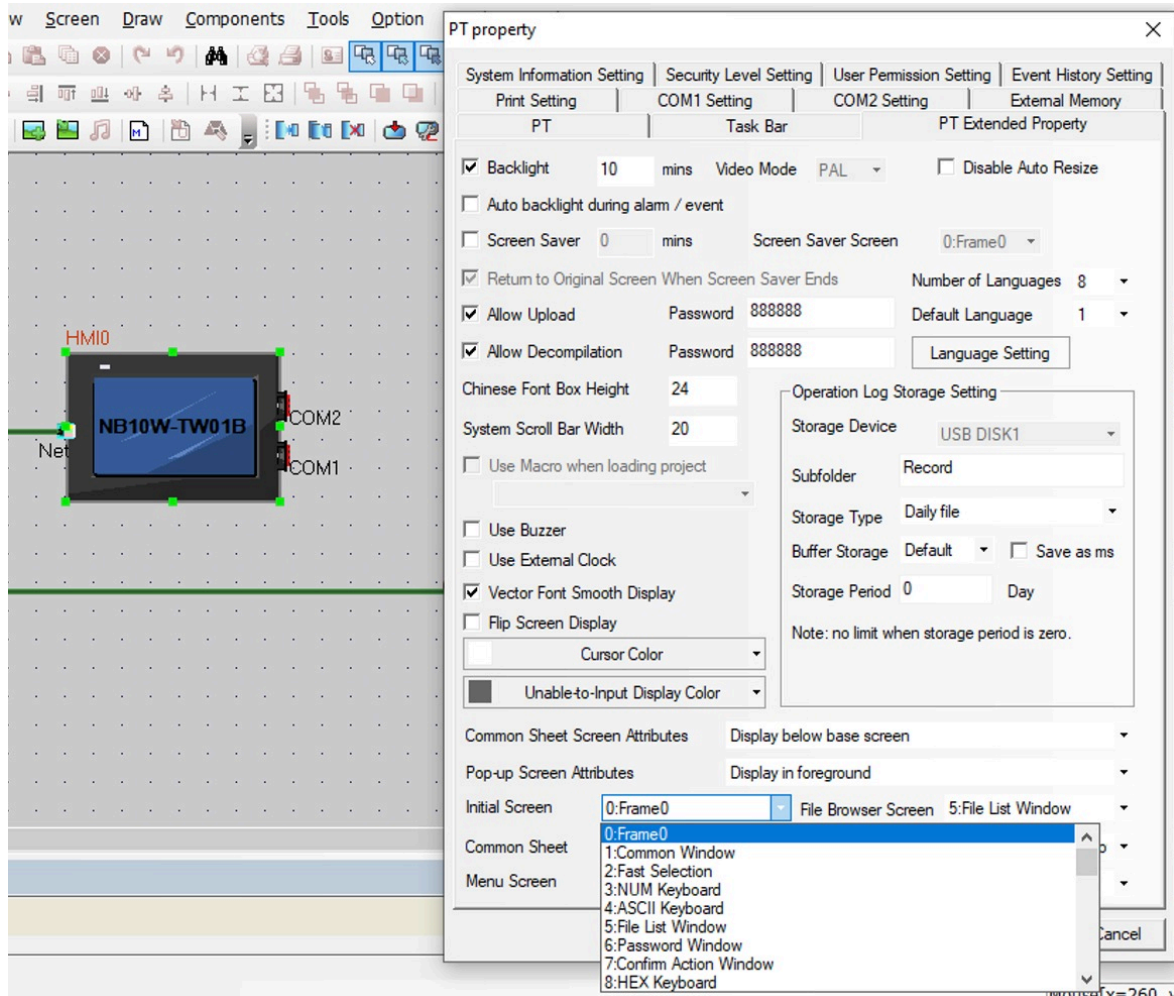 w Screen Draw Components Tools Option
HMI0
NB10W-TW01B
COM2
COM1
Net
PT property
System Information Setting Security Level Setting User Permission Setting Event History Setting
Print Setting COM1 Setting COM2 Setting External Memory
PT Task Bar PT Extended Property
Backlight 10 mins Video Mode PAL Disable Auto Resize
Auto backlight during alarm / event
Screen Saver 0 mins Screen Saver Screen 0:Frame0
Return to Original Screen When Screen Saver Ends Number of Languages 8
Allow Upload Password 888888 Default Language 1
Allow Decompilation Password 888888 Language Setting
Chinese Font Box Height 24
System Scroll Bar Width 20
Use Macro when loading project
Use Buzzer
Use External Clock
Vector Font Smooth Display
Flip Screen Display
Cursor Color
Unable-to-Input Display Color
Operation Log Storage Setting
Storage Device USB DISK1
Subfolder Record
Storage Type Daily file
Buffer Storage Default Save as ms
Storage Period 0 Day
Note: no limit when storage period is zero.
Common Sheet Screen Attributes Display below base screen
Pop-up Screen Attributes Display in foreground
Initial Screen 0:Frame0 File Browser Screen 5:File List Window
Common Sheet
Menu Screen
0:Frame0
1:Common Window
2:Fast Selection
3:NUM Keyboard
4:ASCII Keyboard
5:File List Window
6:Password Window
7:Confirm Action Window
8:HEX Keyboard
Cancel